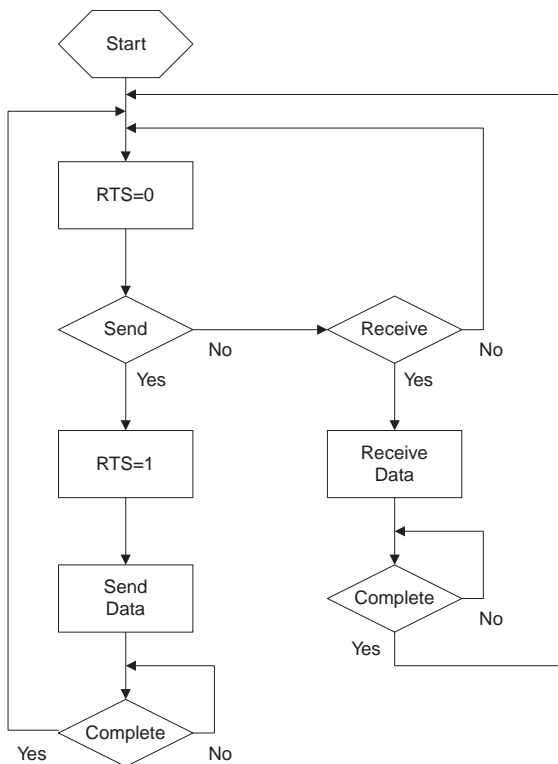 Start
RTS=0
Send
No
Receive
No
Yes
Yes
RTS=1
Receive
Data
Send
Data
Complete
No
Yes
Complete
Yes
No